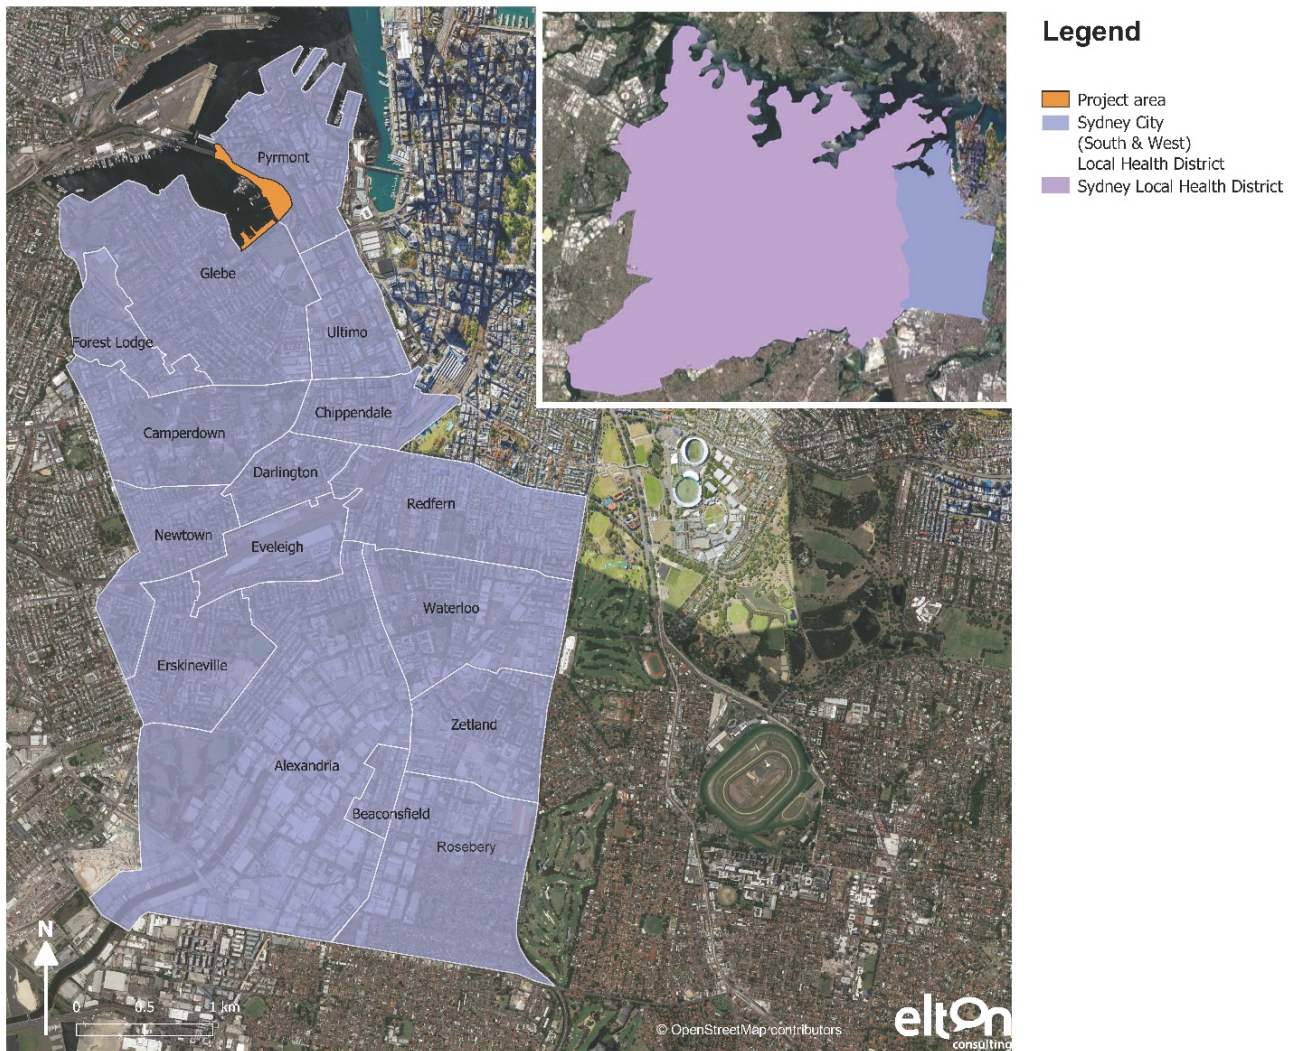 Legend
Project area
Sydney City
(South & West)
Local Health District
Sydney Local Health District
Pyrmont
Glebe
Ultimo
Forest Lodge
Chippendale
Camperdown
Darlington
Redfern
Newtown
Eveleigh
Waterloo
Erskineville
Zetland
Alexandria
Beaconsfield
Rosebery
N
0 0.5 1 km
© OpenStreetMap contributors
elton
consulting